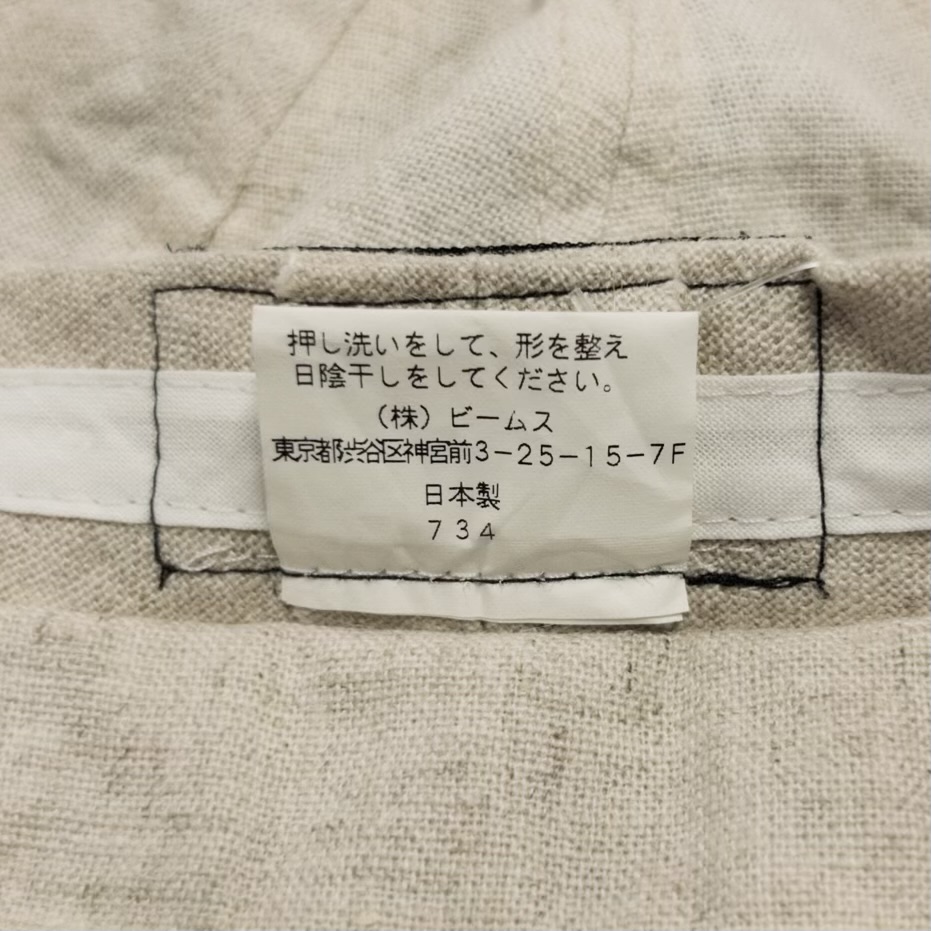 押し洗いをして、形を整え
日陰干しをしてください。
（株）ビームス
東京都渋谷区神宮前3-25-15-7F
日本製
734